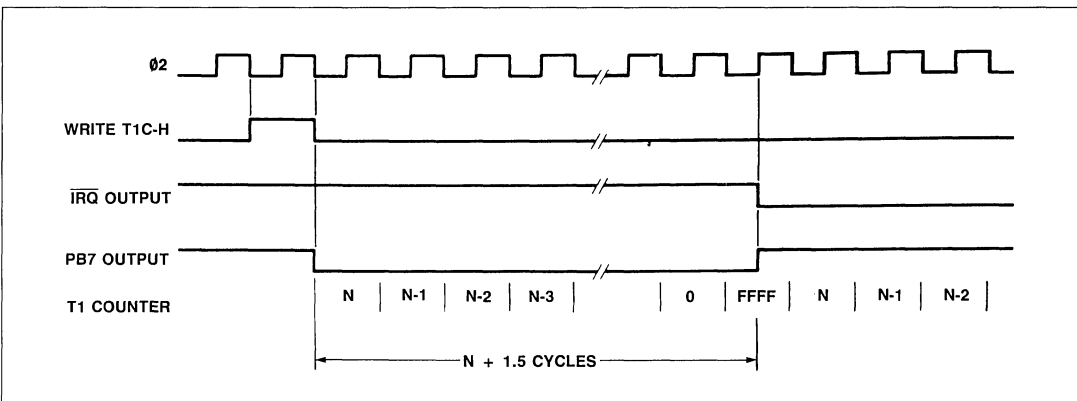 Ø2
WRITE T1C-H
IRQ OUTPUT
PB7 OUTPUT
T1 COUNTER N N-1 N-2 N-3 0 FFFF N N-1 N-2
N + 1.5 CYCLES